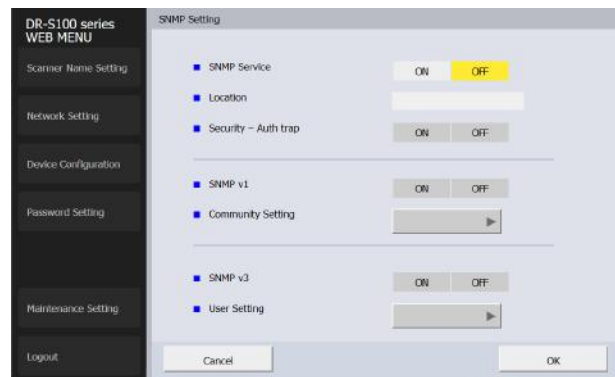 DR-S100 series
WEB MENU
Scanner Name Setting
Network Setting
Device Configuration
Password Setting
Maintenance Setting
Logout
SNMP Setting
SNMP Service
ON OFF
Location
Security – Auth trap
ON OFF
SNMP v1
ON OFF
Community Setting
SNMP v3
ON OFF
User Setting
Cancel
OK